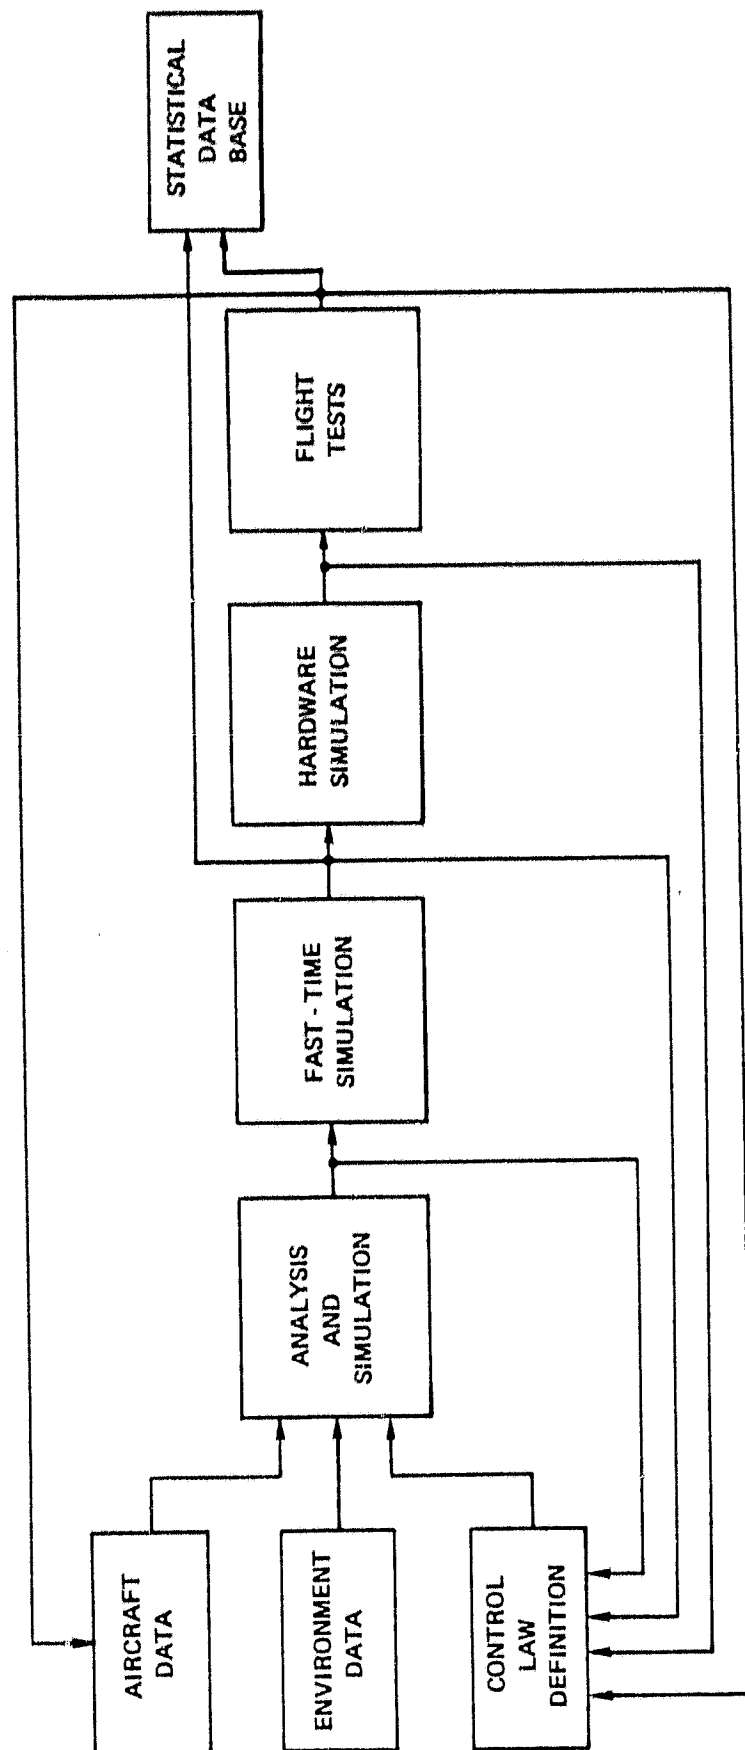 AIRCRAFT
DATA
ENVIRONMENT
DATA
CONTROL
LAW
DEFINITION
ANALYSIS
AND
SIMULATION
FAST - TIME
SIMULATION
HARDWARE
SIMULATION
FLIGHT
TESTS
STATISTICAL
DATA
BASE